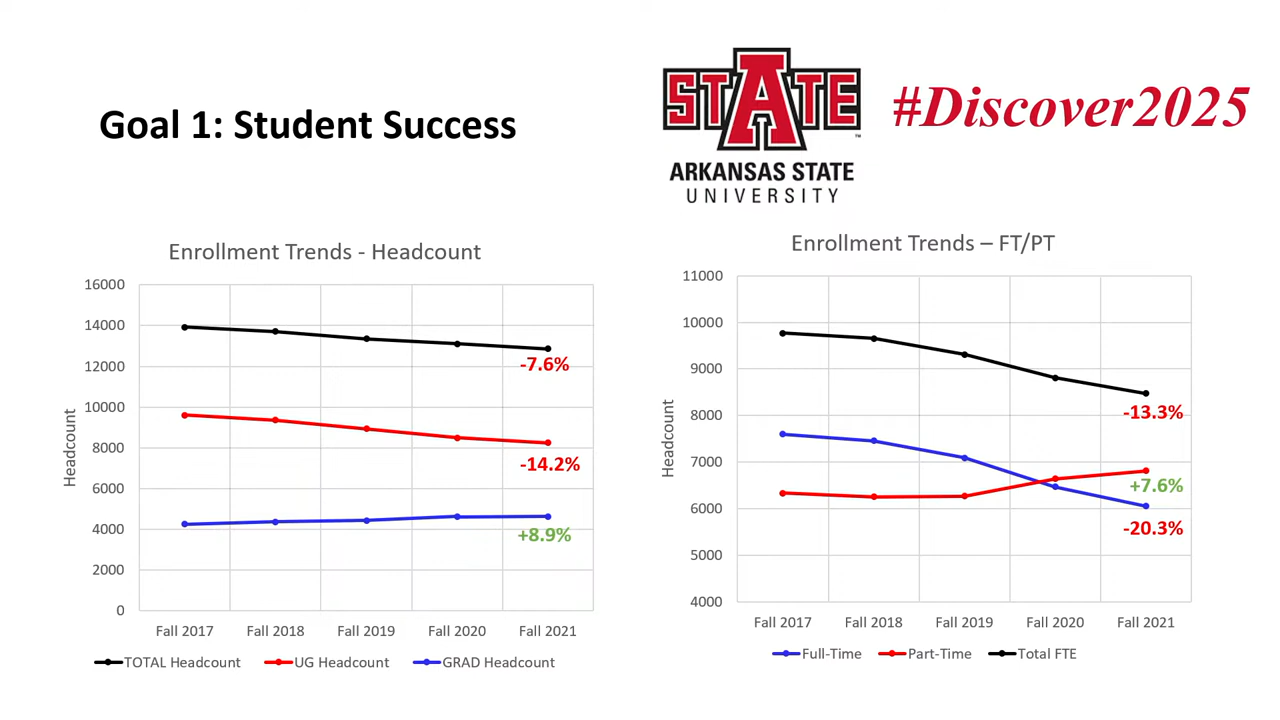 Goal 1: Student Success
STATE
™
ARKANSAS STATE
UNIVERSITY
#Discover2025
Enrollment Trends - Headcount
16000
14000
12000
10000
8000
6000
4000
2000
0
Headcount
-7.6%
-14.2%
+8.9%
Fall 2017 Fall 2018 Fall 2019 Fall 2020 Fall 2021
TOTAL Headcount UG Headcount GRAD Headcount
Enrollment Trends – FT/PT
11000
10000
9000
8000
7000
6000
5000
4000
Headcount
-13.3%
+7.6%
-20.3%
Fall 2017 Fall 2018 Fall 2019 Fall 2020 Fall 2021
Full-Time Part-Time Total FTE